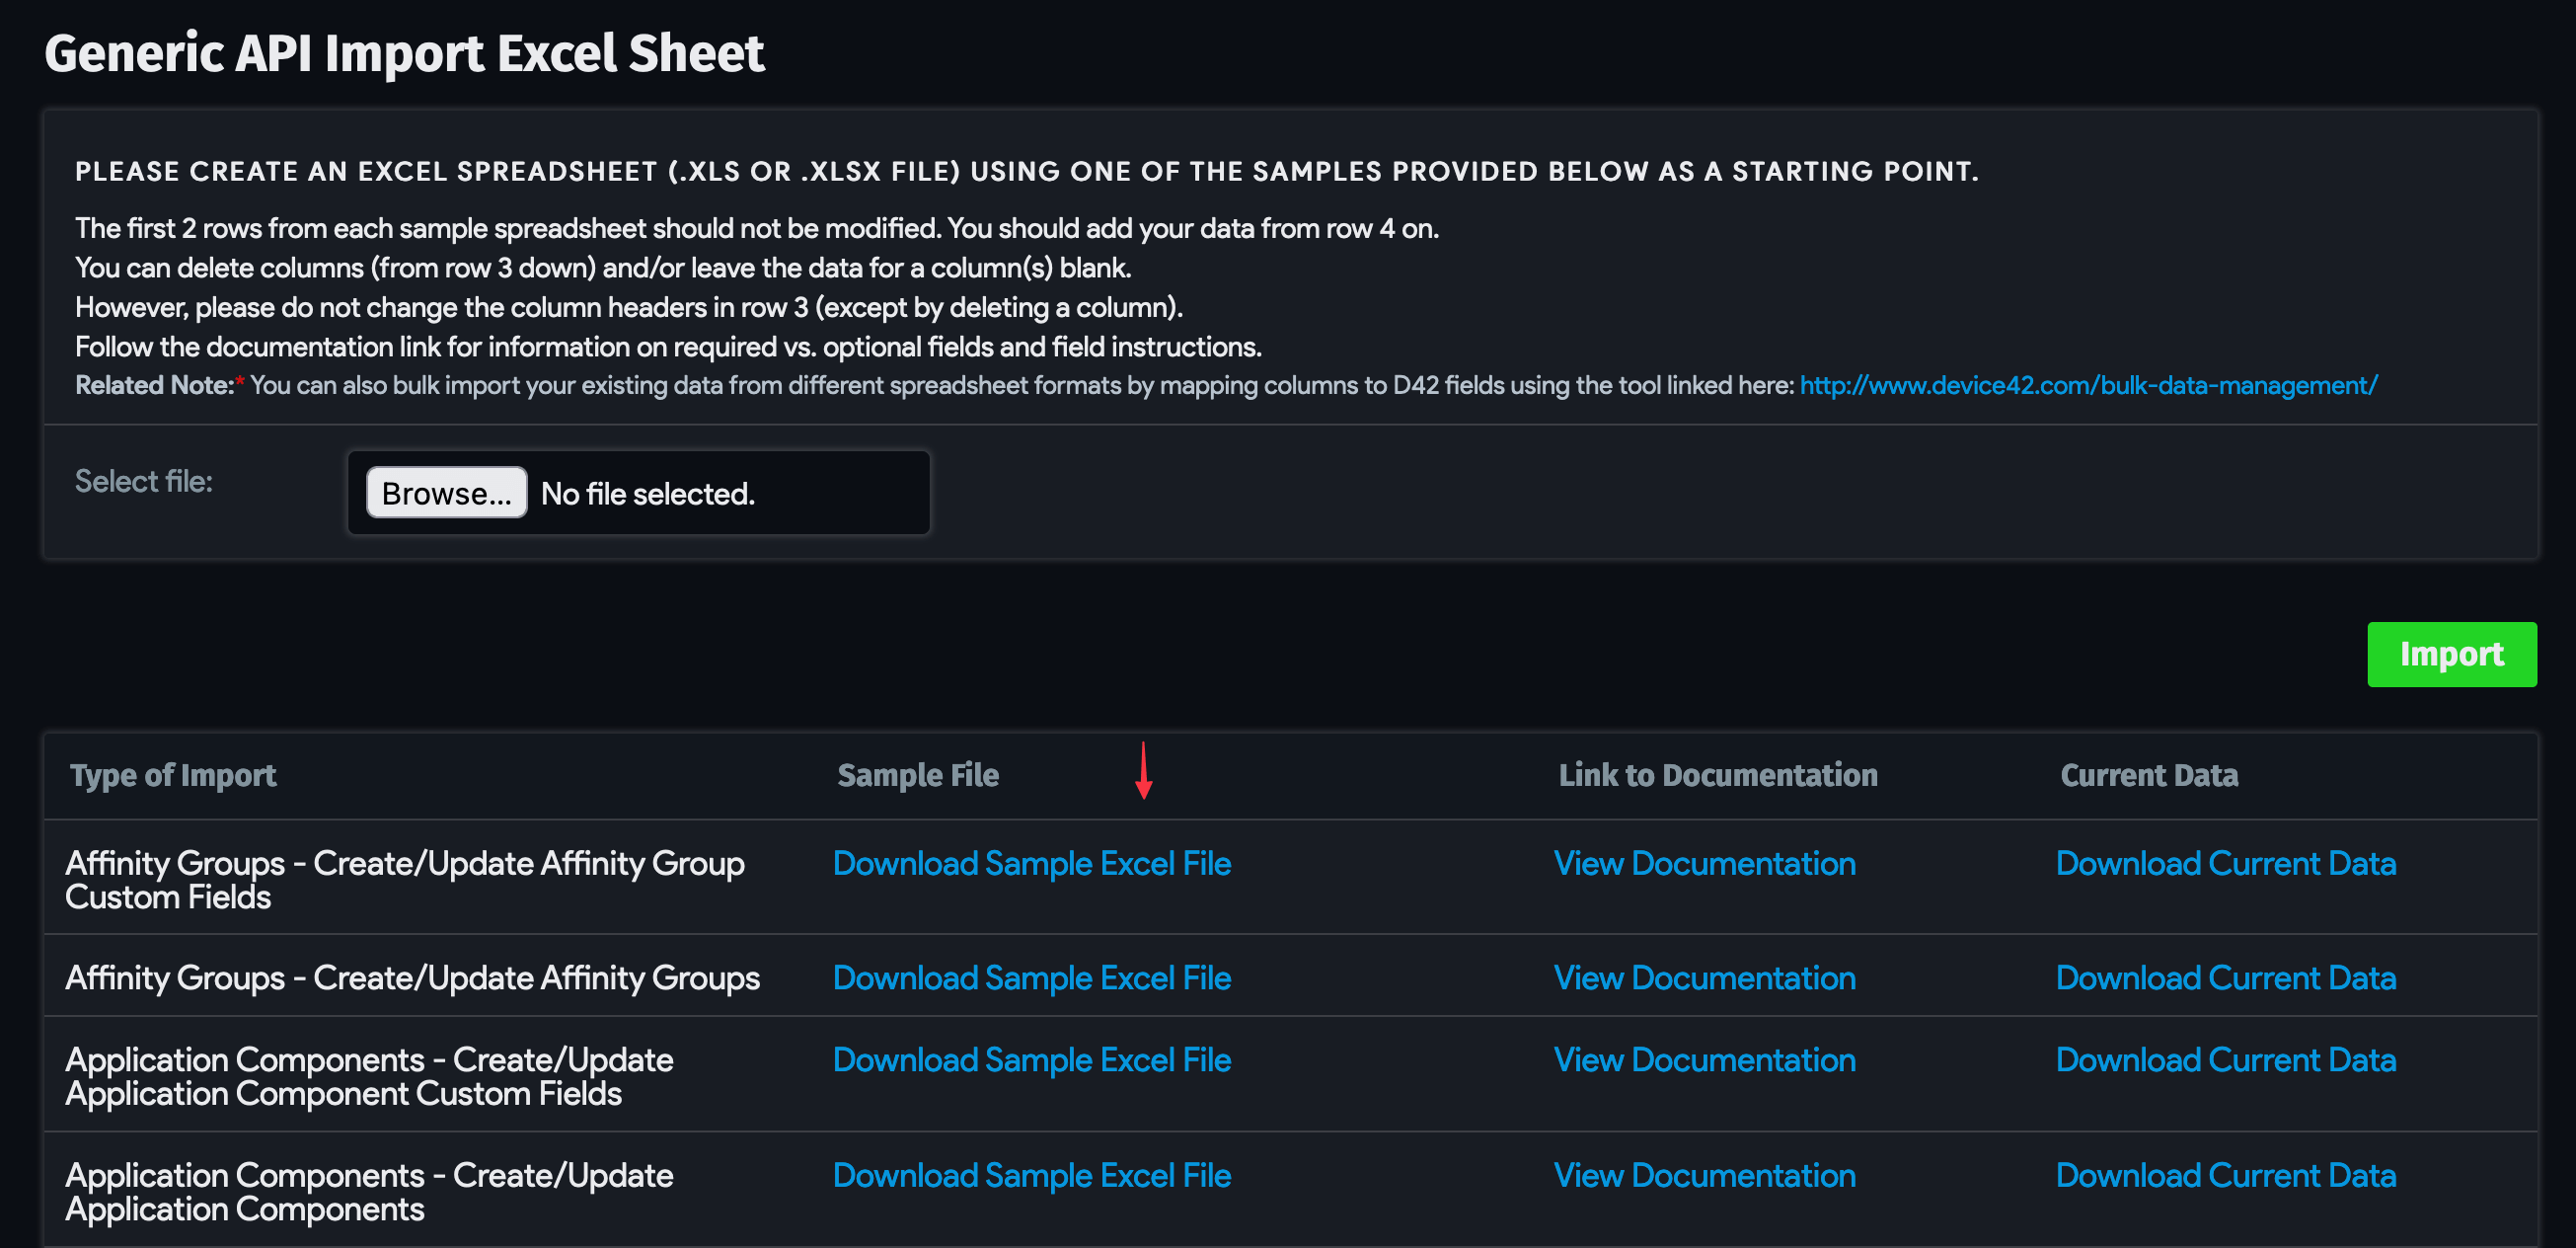 Generic API Import Excel Sheet
PLEASE CREATE AN EXCEL SPREADSHEET (.XLS OR .XLSX FILE) USING ONE OF THE SAMPLES PROVIDED BELOW AS A STARTING POINT.
The first 2 rows from each sample spreadsheet should not be modified. You should add your data from row 4 on.
You can delete columns (from row 3 down) and/or leave the data for a column(s) blank.
However, please do not change the column headers in row 3 (except by deleting a column).
Follow the documentation link for information on required vs. optional fields and field instructions.
Related Note:* You can also bulk import your existing data from different spreadsheet formats by mapping columns to D42 fields using the tool linked here: http://www.device42.com/bulk-data-management/
Select file: Browse... No file selected.
Import
Type of Import Sample File Link to Documentation Current Data
Affinity Groups - Create/Update Affinity Group Download Sample Excel File View Documentation Download Current Data
Custom Fields
Affinity Groups - Create/Update Affinity Groups Download Sample Excel File View Documentation Download Current Data
Application Components - Create/Update Download Sample Excel File View Documentation Download Current Data
Application Component Custom Fields
Application Components - Create/Update Download Sample Excel File View Documentation Download Current Data
Application Components